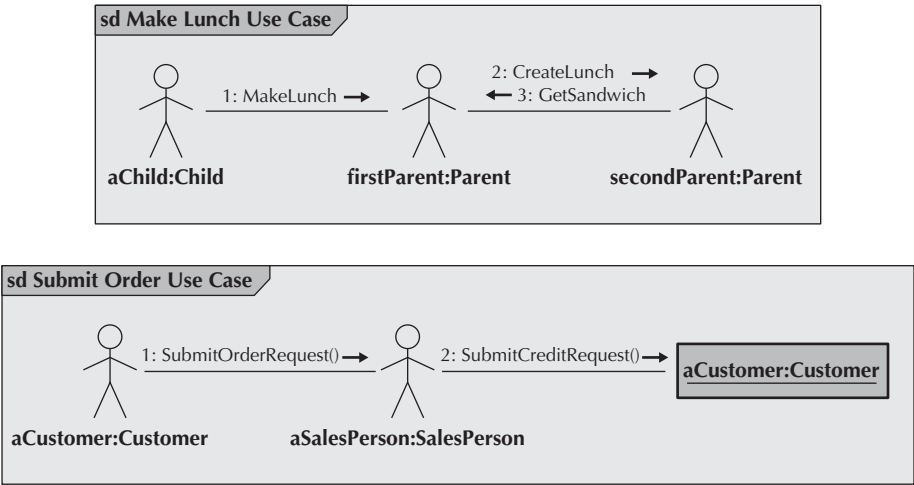 sd Make Lunch Use Case
2: CreateLunch
1: MakeLunch
3: GetSandwich
aChild:Child
firstParent:Parent
secondParent:Parent
sd Submit Order Use Case
1: SubmitOrderRequest()
2: SubmitCreditRequest()
aCustomer:Customer
aCustomer:Customer
aSalesPerson:SalesPerson